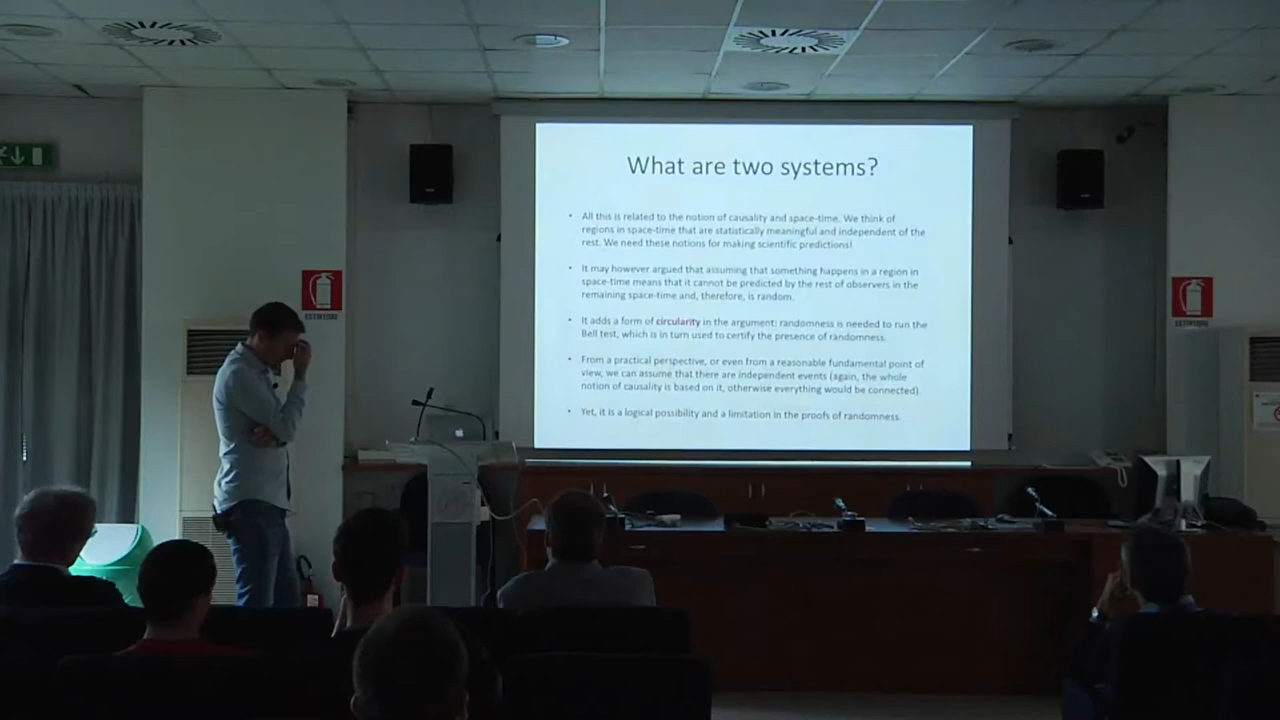 What are two systems?
• All this is related to the notion of causality and space-time. We think of
regions in space-time that are statistically meaningful and independent of the
rest. We need these notions for making scientific predictions!
• It may however argued that assuming that something happens in a region in
space-time means that it cannot be predicted by the rest of observers in the
remaining space-time and, therefore, is random.
• It adds a form of circularity in the argument: randomness is needed to run the
Bell test, which is in turn used to certify the presence of randomness.
• From a practical perspective, or even from a reasonable fundamental point of
view, we can assume that there are independent events (again, the whole
notion of causality is based on it, otherwise everything would be connected).
• Yet, it is a logical possibility and a limitation in the proofs of randomness.
ESTINTORE
ESTINTORE